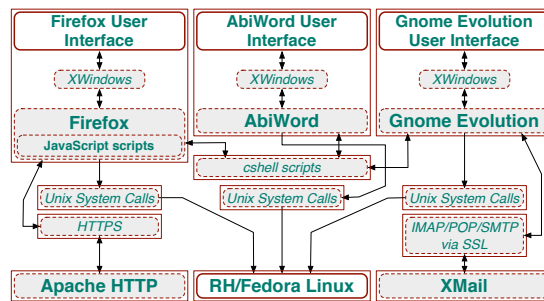 Firefox User
Interface
AbiWord User
Interface
Gnome Evolution
User Interface
XWindows
XWindows
XWindows
Firefox
JavaScript scripts
AbiWord
Gnome Evolution
cshell scripts
Unix System Calls
Unix System Calls
Unix System Calls
HTTPS
IMAP/POP/SMTP
via SSL
Apache HTTP
RH/Fedora Linux
XMail